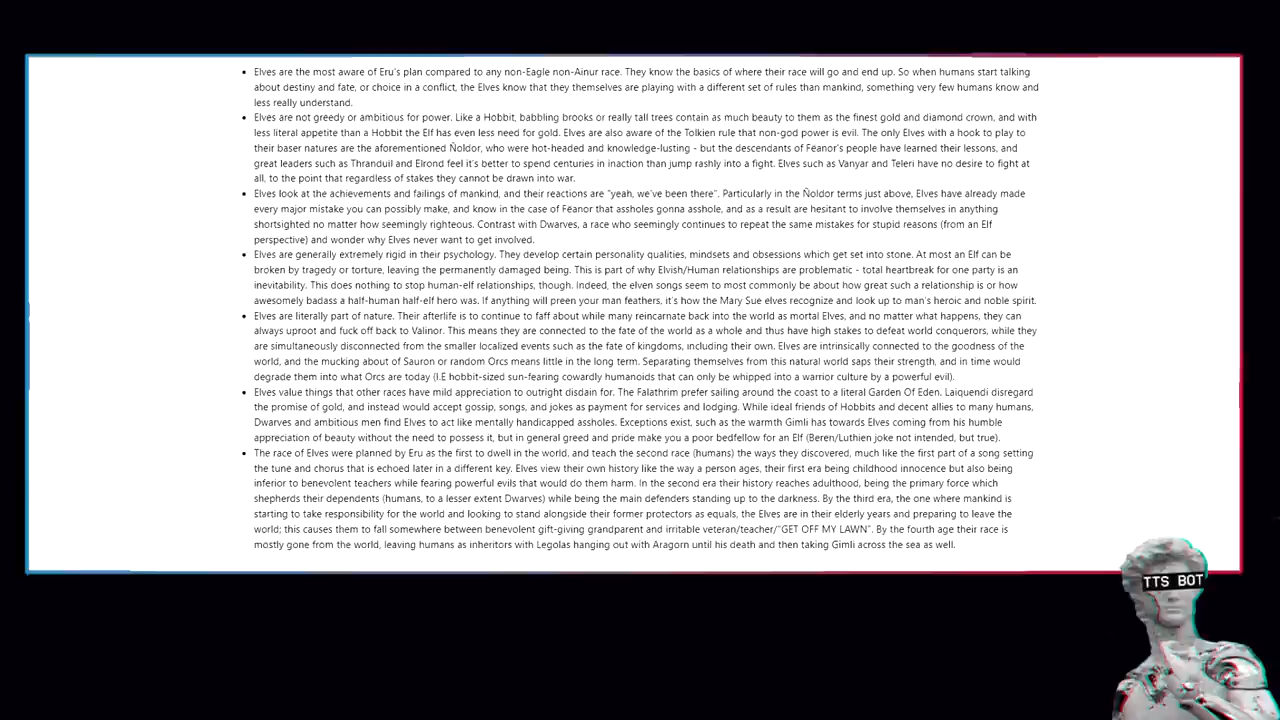 • Elves are the most aware of Eru's plan compared to any non-Eagle non-Ainur race. They know the basics of where their race will go and end up. So when humans start talking
about destiny and fate, or choice in a conflict, the Elves know that they themselves are playing with a different set of rules than mankind, something very few humans know and
less really understand.
• Elves are not greedy or ambitious for power. Like a Hobbit, babbling brooks or really tall trees contain as much beauty to them as the finest gold and diamond crown, and with
less literal appetite than a Hobbit the Elf has even less need for gold. Elves are also aware of the Tolkien rule that non-god power is evil. The only Elves with a hook to play to
their baser natures are the aforementioned Ñoldor, who were hot-headed and knowledge-lusting - but the descendants of Fëanor's people have learned their lessons, and
great leaders such as Thranduil and Elrond feel it's better to spend centuries in inaction than jump rashly into a fight. Elves such as Vanyar and Teleri have no desire to fight at
all, to the point that regardless of stakes they cannot be drawn into war.
• Elves look at the achievements and failings of mankind, and their reactions are "yeah, we've been there". Particularly in the Ñoldor terms just above, Elves have already made
every major mistake you can possibly make, and know in the case of Fëanor that assholes gonna asshole, and as a result are hesitant to involve themselves in anything
shortsighted no matter how seemingly righteous. Contrast with Dwarves, a race who seemingly continues to repeat the same mistakes for stupid reasons (from an Elf
perspective) and wonder why Elves never want to get involved.
• Elves are generally extremely rigid in their psychology. They develop certain personality qualities, mindsets and obsessions which get set into stone. At most an Elf can be
broken by tragedy or torture, leaving the permanently damaged being. This is part of why Elvish/Human relationships are problematic - total heartbreak for one party is an
inevitability. This does nothing to stop human-elf relationships, though. Indeed, the elven songs seem to most commonly be about how great such a relationship is or how
awesomely badass a half-human half-elf hero was. If anything will preen your man feathers, it's how the Mary Sue elves recognize and look up to man's heroic and noble spirit.
• Elves are literally part of nature. Their afterlife is to continue to faff about while many reincarnate back into the world as mortal Elves, and no matter what happens, they can
always uproot and fuck off back to Valinor. This means they are connected to the fate of the world as a whole and thus have high stakes to defeat world conquerors, while they
are simultaneously disconnected from the smaller localized events such as the fate of kingdoms, including their own. Elves are intrinsically connected to the goodness of the
world, and the mucking about of Sauron or random Orcs means little in the long term. Separating themselves from this natural world saps their strength, and in time would
degrade them into what Orcs are today (I.E hobbit-sized sun-fearing cowardly humanoids that can only be whipped into a warrior culture by a powerful evil).
• Elves value things that other races have mild appreciation to outright disdain for. The Falathrim prefer sailing around the coast to a literal Garden Of Eden. Laiquendi disregard
the promise of gold, and instead would accept gossip, songs, and jokes as payment for services and lodging. While ideal friends of Hobbits and decent allies to many humans,
Dwarves and ambitious men find Elves to act like mentally handicapped assholes. Exceptions exist, such as the warmth Gimli has towards Elves coming from his humble
appreciation of beauty without the need to possess it, but in general greed and pride make you a poor bedfellow for an Elf (Beren/Luthien joke not intended, but true).
• The race of Elves were planned by Eru as the first to dwell in the world, and teach the second race (humans) the ways they discovered, much like the first part of a song setting
the tune and chorus that is echoed later in a different key. Elves view their own history like the way a person ages, their first era being childhood innocence but also being
inferior to benevolent teachers while fearing powerful evils that would do them harm. In the second era their history reaches adulthood, being the primary force which
shepherds their dependents (humans, to a lesser extent Dwarves) while being the main defenders standing up to the darkness. By the third era, the one where mankind is
starting to take responsibility for the world and looking to stand alongside their former protectors as equals, the Elves are in their elderly years and preparing to leave the
world; this causes them to fall somewhere between benevolent gift-giving grandparent and irritable veteran/teacher/"GET OFF MY LAWN". By the fourth age their race is
mostly gone from the world, leaving humans as inheritors with Legolas hanging out with Aragorn until his death and then taking Gimli across the sea as well.
TTS BOT